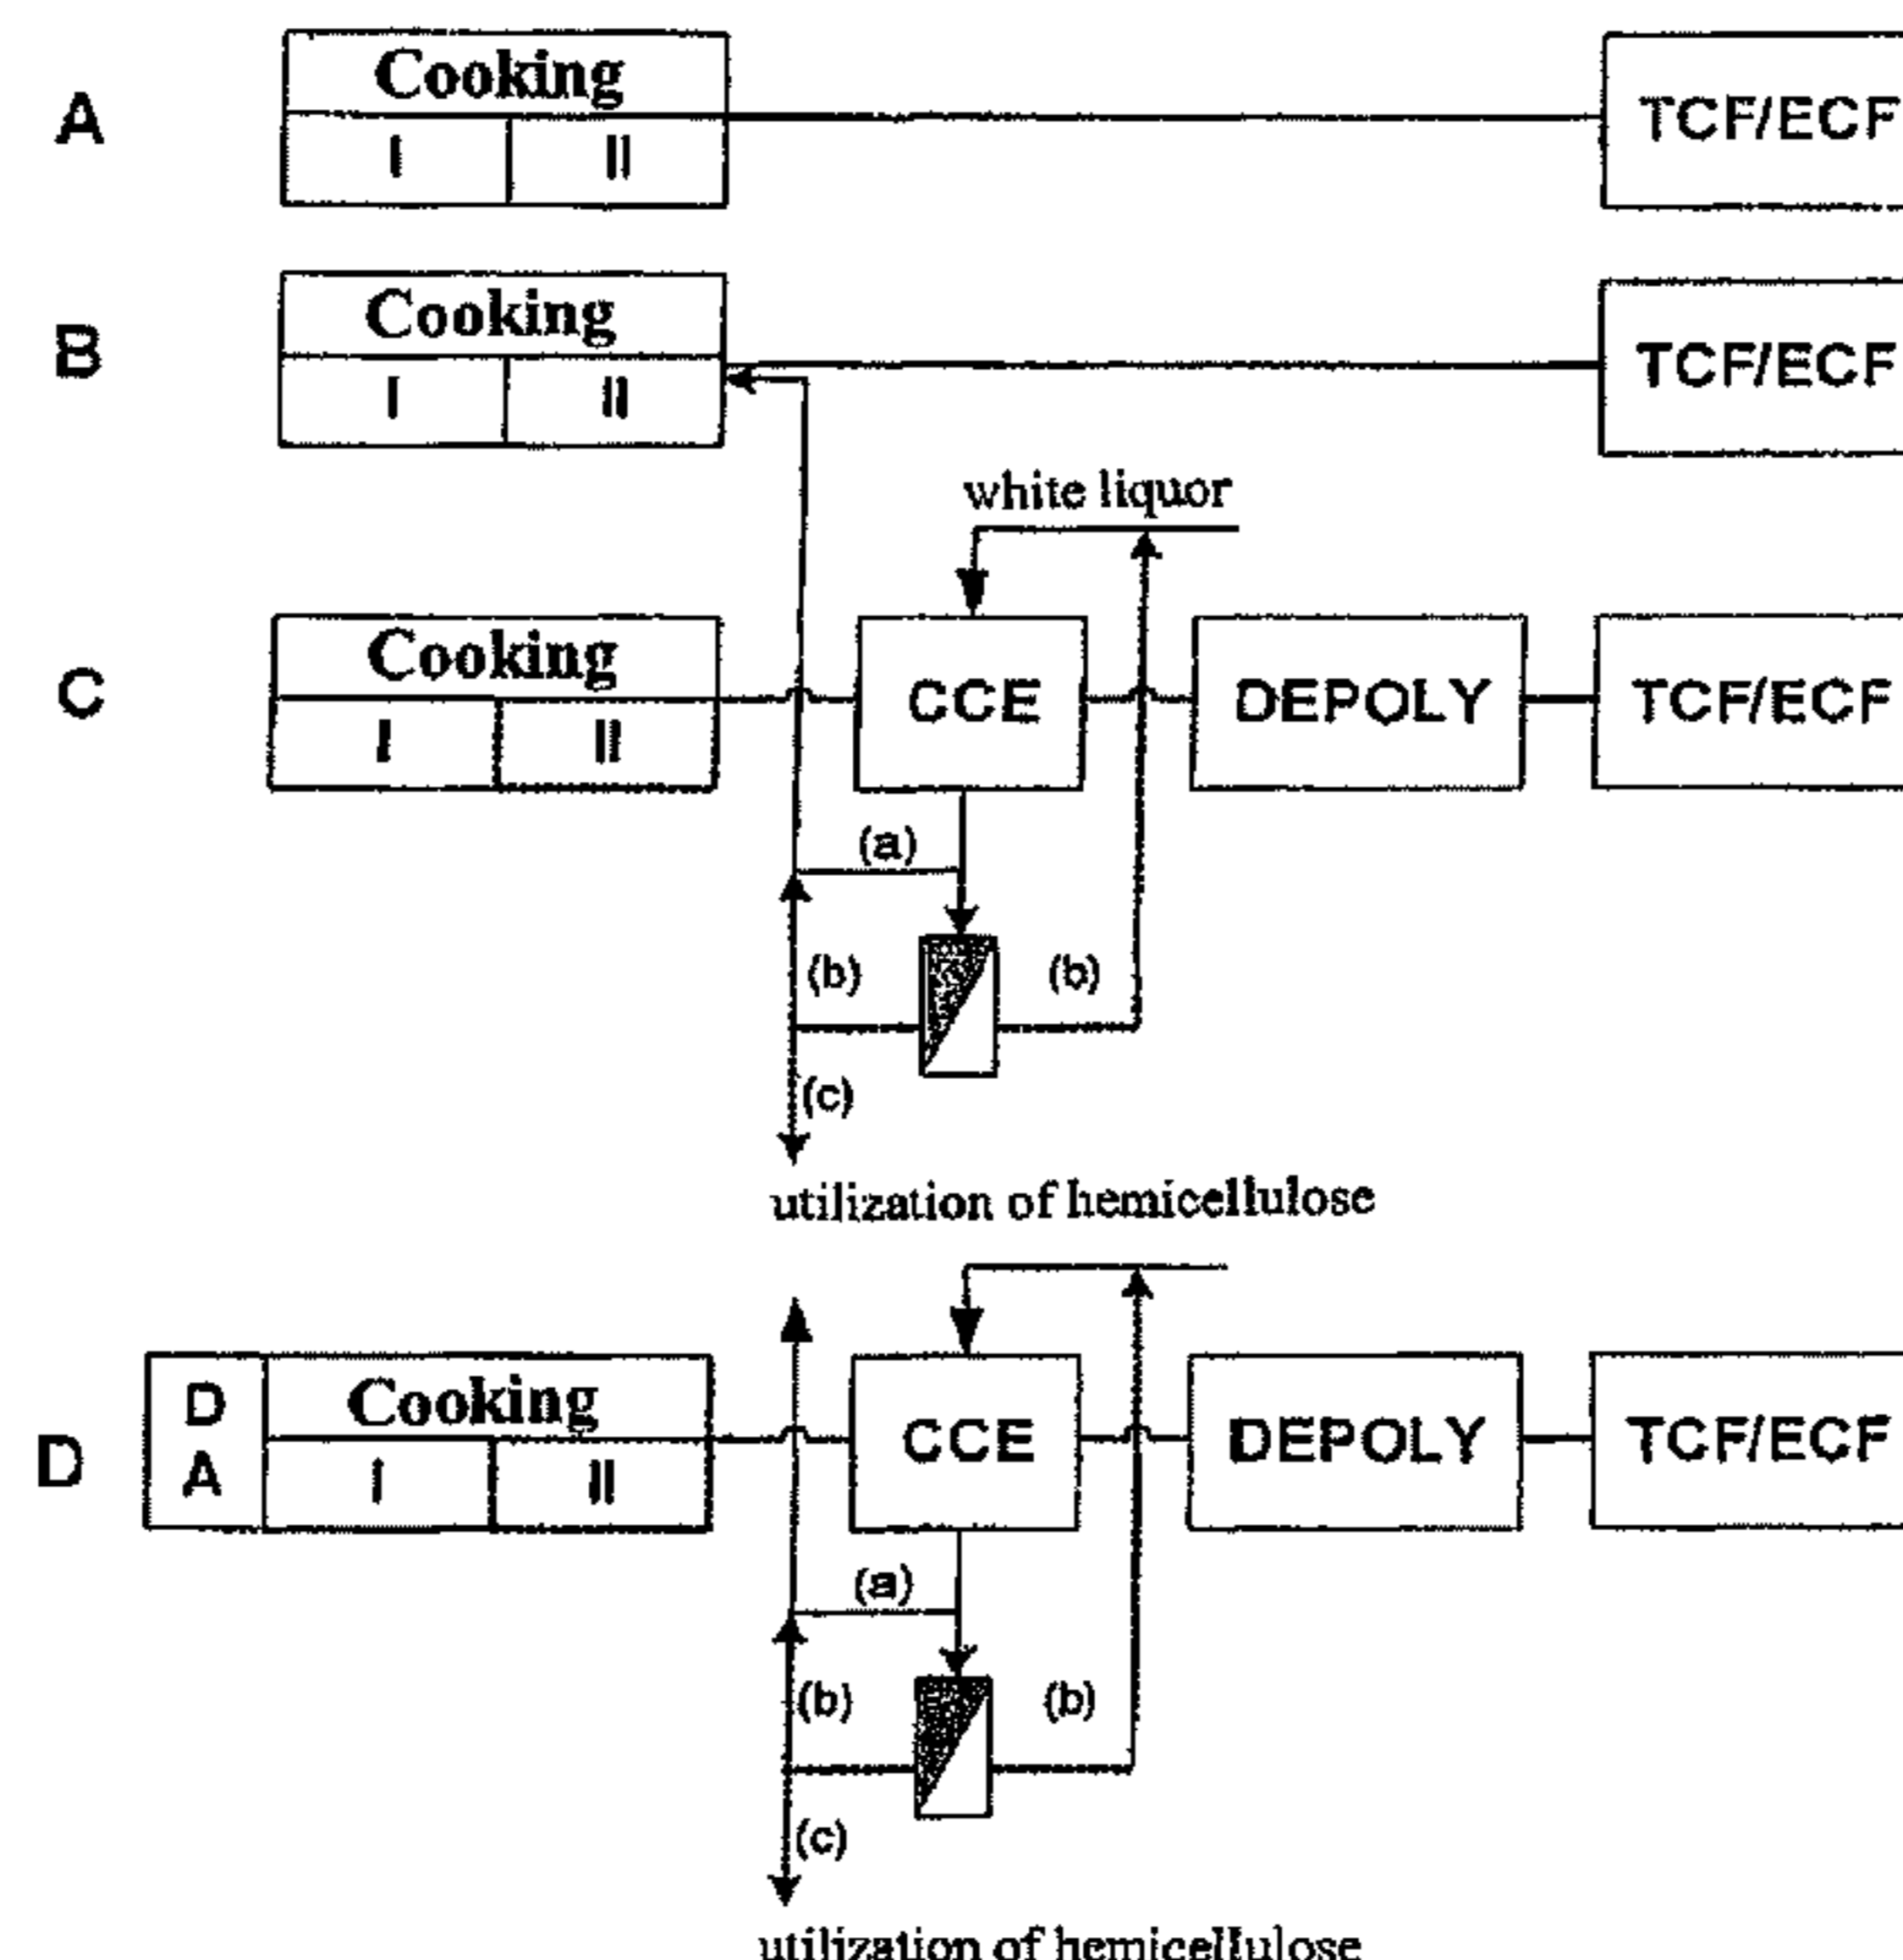 Cooking
A
TCF/ECF
I II
Cooking
B
TCF/ECF
I II
white liquor
Cooking
C
CCE DEPOLY TCF/ECF
I II
(a)
(b) (b)
(c)
utilization of hemicellulose
D
A
Cooking
D
CCE DEPOLY TCF/ECF
I II
(a)
(b) (b)
(c)
utilization of hemicellulose